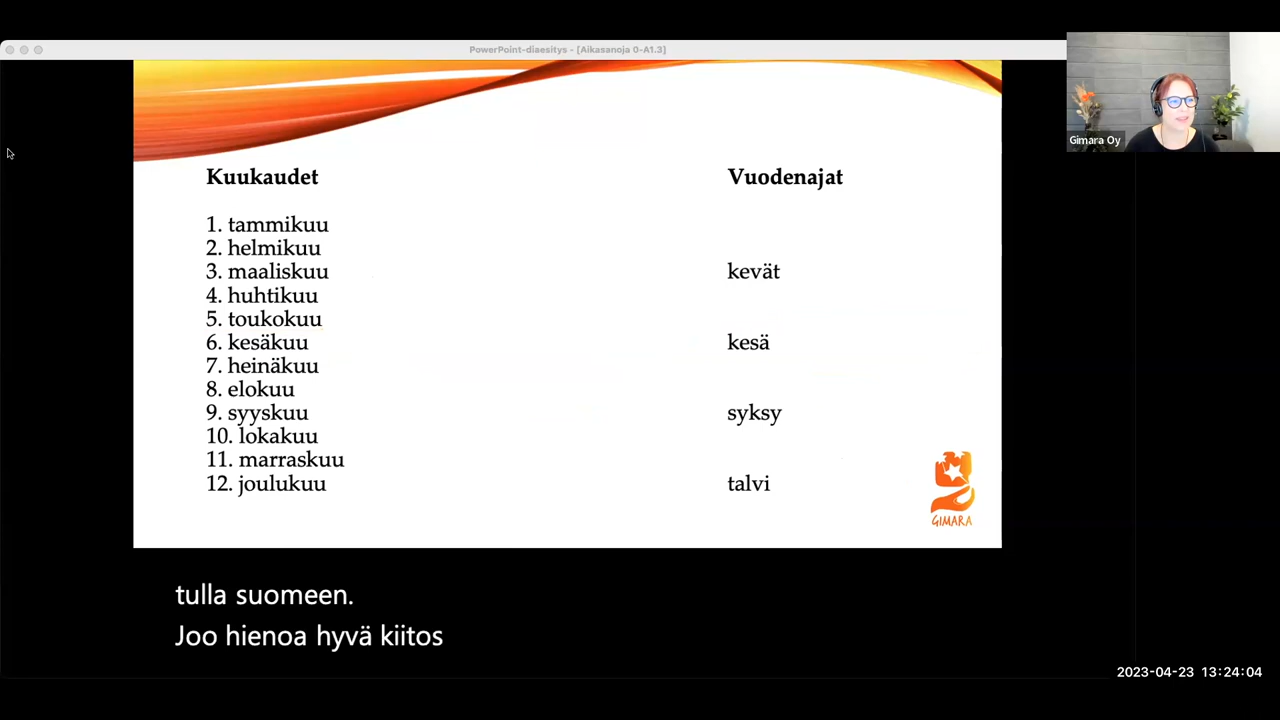 PowerPoint-diaesitys - [Aikasanoja 0-A1.3]
Gimara Oy
Kuukaudet
Vuodenajat
1. tammikuu
2. helmikuu
3. maaliskuu
kevät
4. huhtikuu
5. toukokuu
6. kesäkuu
kesä
7. heinäkuu
8. elokuu
9. syyskuu
syksy
10. lokakuu
11. marraskuu
12. joulukuu
talvi
GIMARA
tulla suomeen.
Joo hienoa hyvä kiitos
2023-04-23 13:24:04